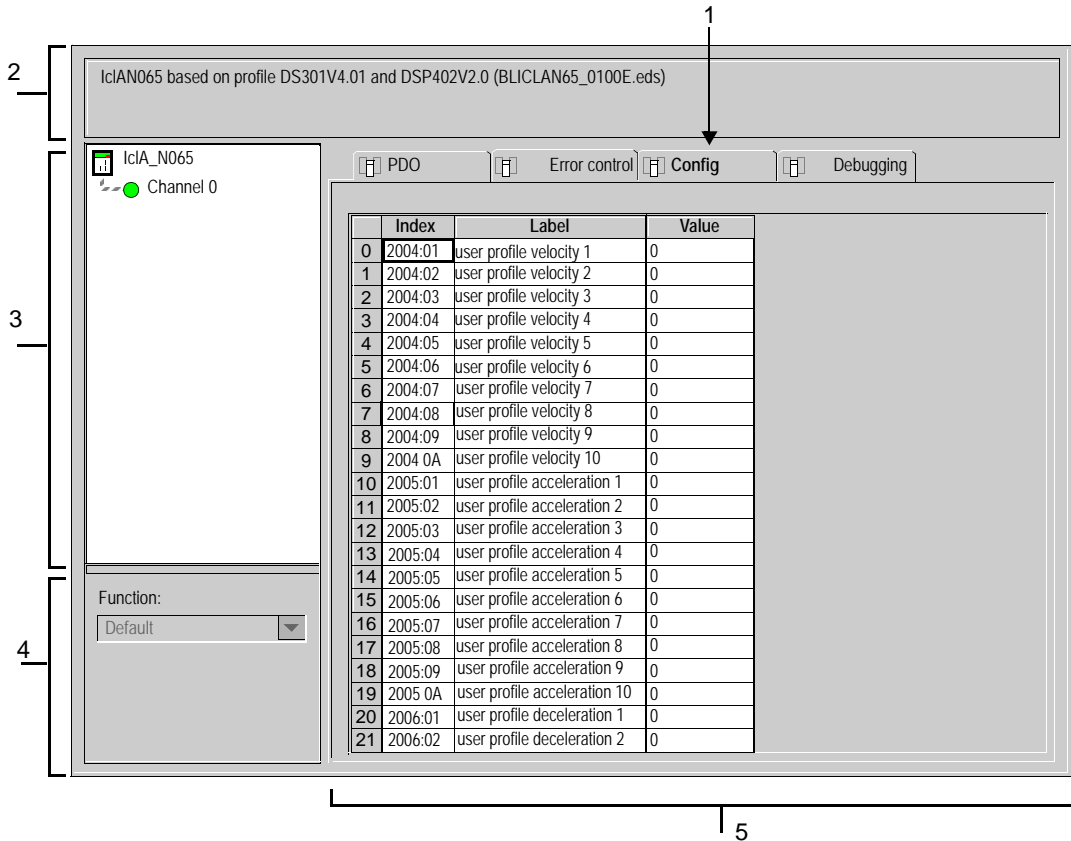 1
2
IclAN065 based on profile DS301V4.01 and DSP402V2.0 (BLICLAN65_0100E.eds)
3
IclA_N065
Channel 0
PDO
Error control
Config
Debugging
Index Label Value
0 2004:01 user profile velocity 1 0
1 2004:02 user profile velocity 2 0
2 2004:03 user profile velocity 3 0
3 2004:04 user profile velocity 4 0
4 2004:05 user profile velocity 5 0
5 2004:06 user profile velocity 6 0
6 2004:07 user profile velocity 7 0
7 2004:08 user profile velocity 8 0
8 2004:09 user profile velocity 9 0
9 2004 0A user profile velocity 10 0
10 2005:01 user profile acceleration 1 0
11 2005:02 user profile acceleration 2 0
12 2005:03 user profile acceleration 3 0
13 2005:04 user profile acceleration 4 0
14 2005:05 user profile acceleration 5 0
15 2005:06 user profile acceleration 6 0
16 2005:07 user profile acceleration 7 0
17 2005:08 user profile acceleration 8 0
18 2005:09 user profile acceleration 9 0
19 2005 0A user profile acceleration 10 0
20 2006:01 user profile deceleration 1 0
21 2006:02 user profile deceleration 2 0
4
Function:
Default
5